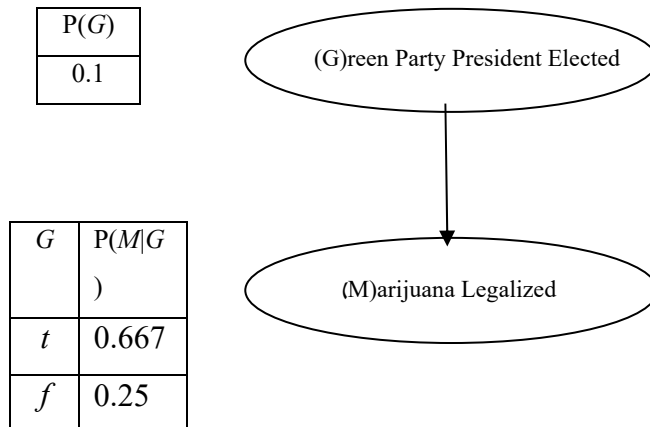 P(G)
0.1
(G)reen Party President Elected
G
P(M|G
)
t
0.667
f
0.25
(M)arijuana Legalized